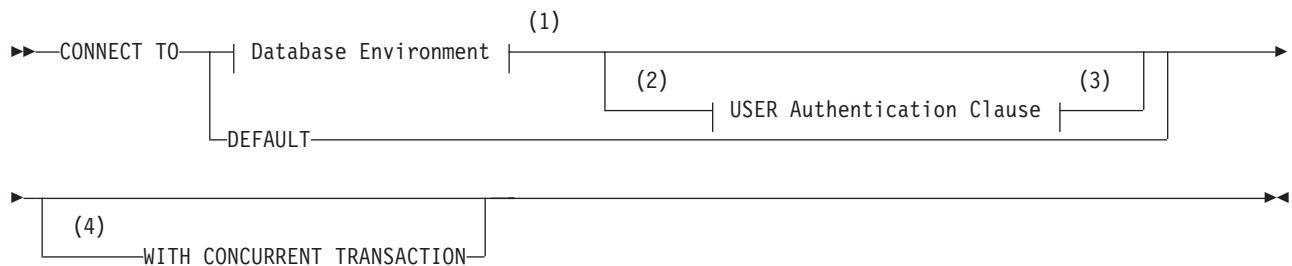 (1)
CONNECT TO Database Environment
(2) (3)
USER Authentication Clause
DEFAULT
(4)
WITH CONCURRENT TRANSACTION